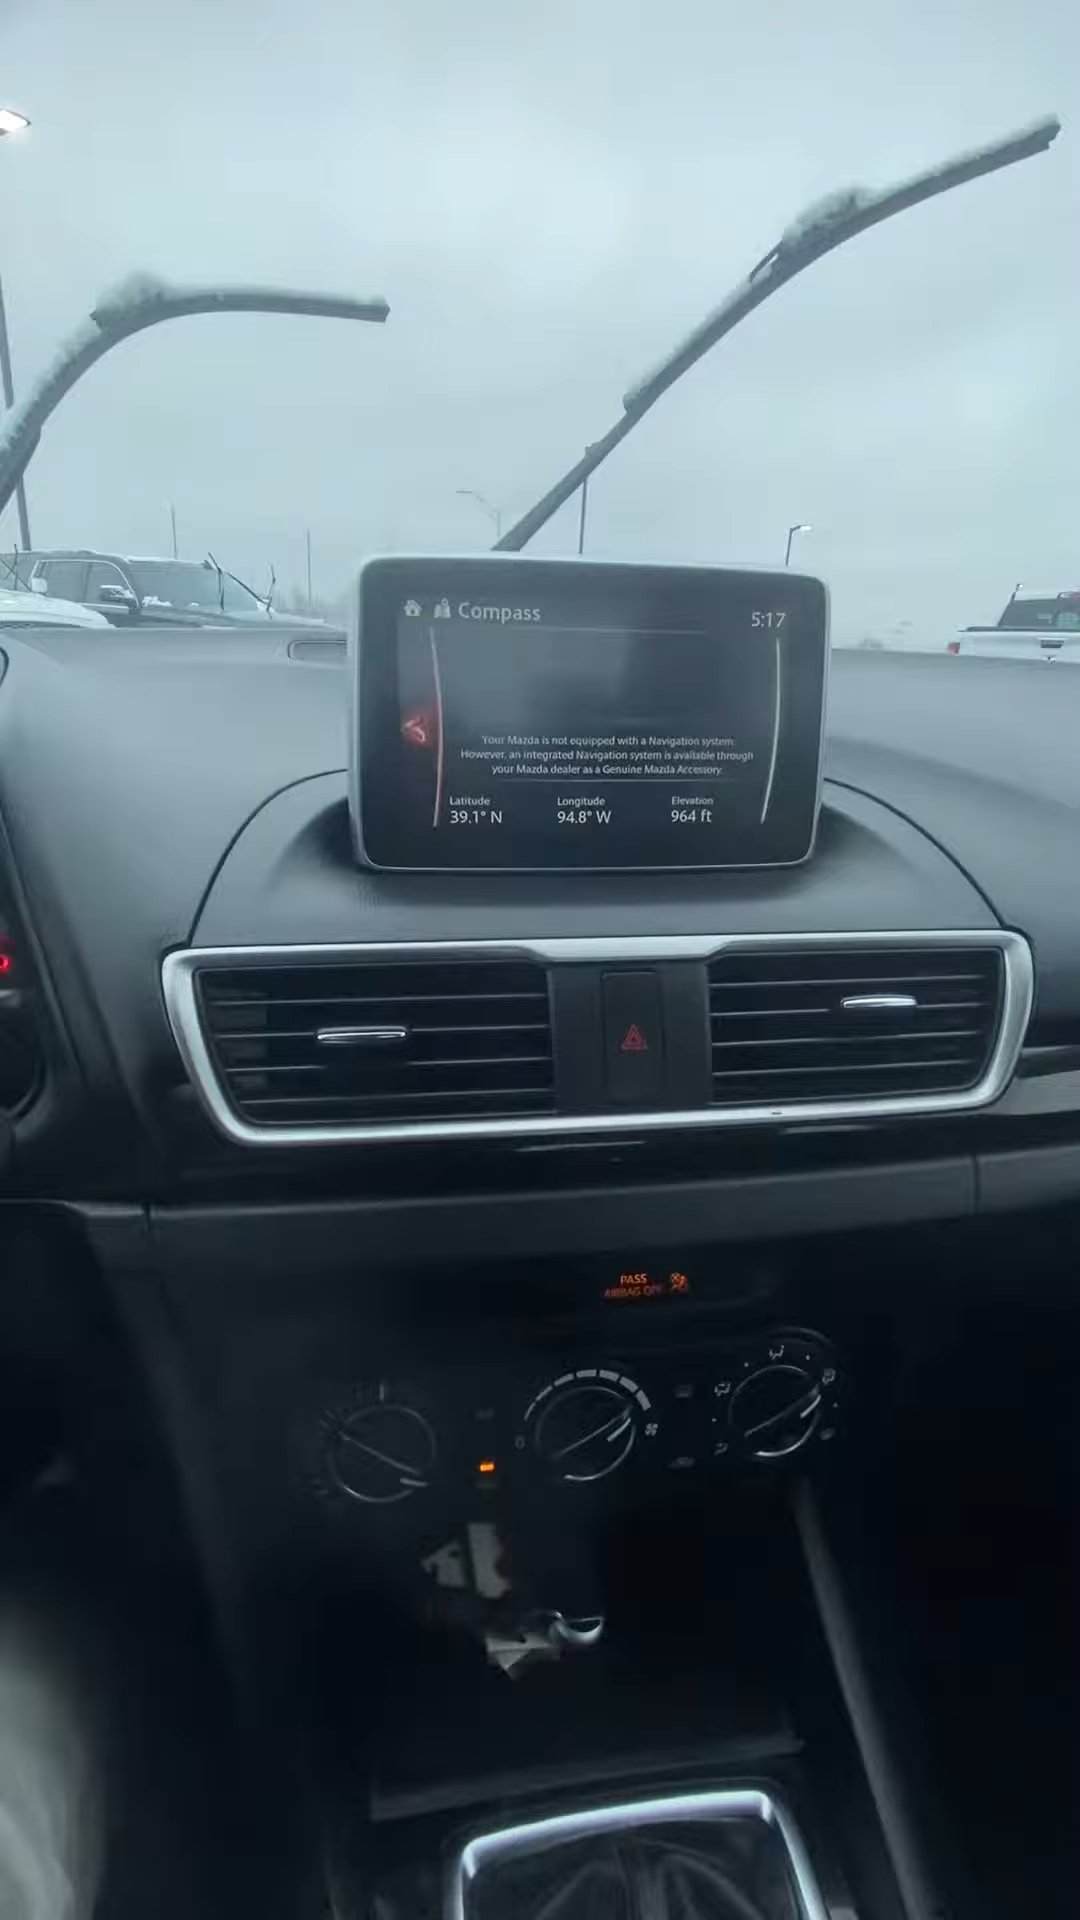 Compass
5:17
Your Mazda is not equipped with a Navigation system.
However, an integrated Navigation system is available through
your Mazda dealer as a Genuine Mazda Accessory.
Latitude Longitude Elevation
39.1° N 94.8° W 964 ft
PASS
AIRBAG OFF
0